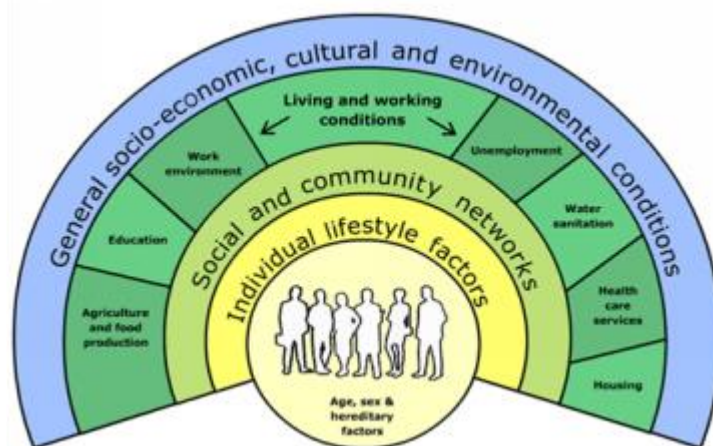 General socio-economic, cultural and environmental conditions
Living and working
conditions
Work
environment
Unemployment
Education
Water
sanitation
Agriculture
and food
production
Health
care
services
Housing
Social and community networks
Individual lifestyle factors
Age, sex &
hereditary
factors